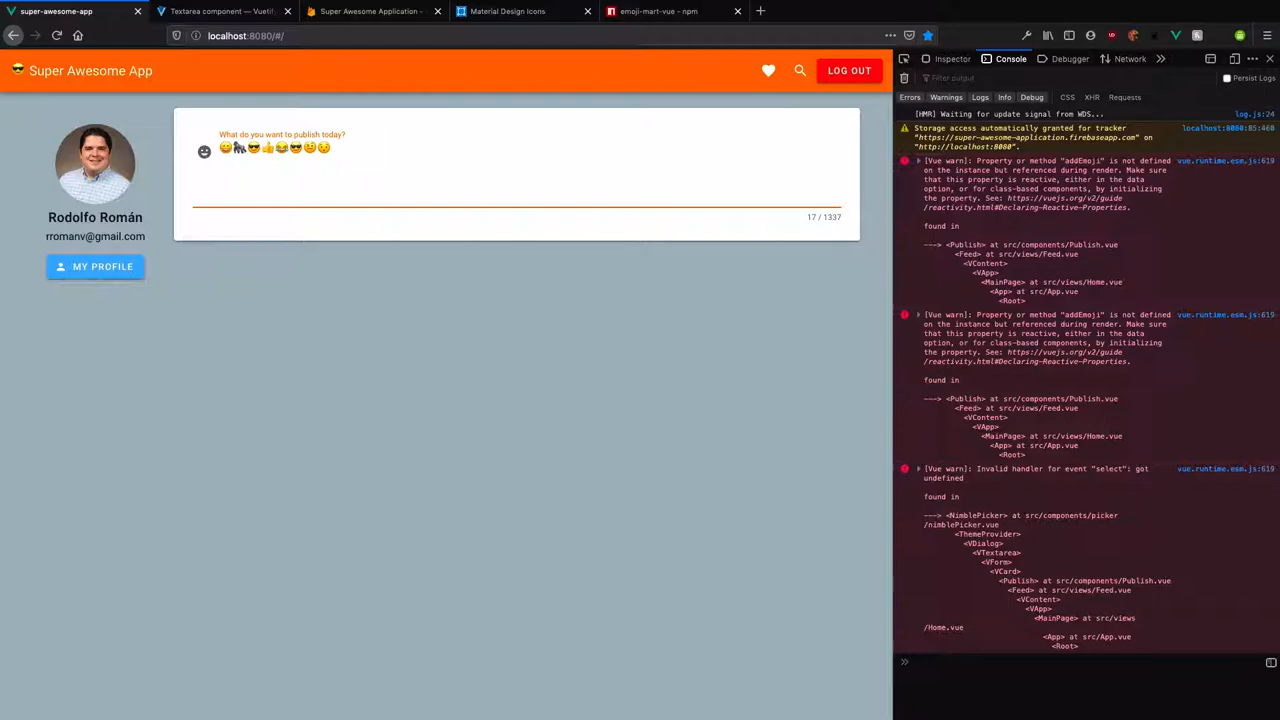 super-awesome-app
Textarea component — Vuetif
Super Awesome Application -
Material Design Icons
emoji-mart-vue - npm
localhost:8080/#/
😎 Super Awesome App
LOG OUT
What do you want to publish today?
17 / 1337
Rodolfo Román
rromanv@gmail.com
MY PROFILE
Inspector
Console
Debugger
Network
Filter output
Persist Logs
Errors
Warnings
Logs
Info
Debug
CSS
XHR
Requests
[HMR] Waiting for update signal from WDS... log.js:24
Storage access automatically granted for tracker localhost:8080:85:460
"https://super-awesome-application.firebaseapp.com" on
"http://localhost:8080".
[Vue warn]: Property or method "addEmoji" is not defined vue.runtime.esm.js:619
on the instance but referenced during render. Make sure
that this property is reactive, either in the data
option, or for class-based components, by initializing
the property. See: https://vuejs.org/v2/guide
/reactivity.html#Declaring-Reactive-Properties.
found in
---> <Publish> at src/components/Publish.vue
<Feed> at src/views/Feed.vue
<VContent>
<VApp>
<MainPage> at src/views/Home.vue
<App> at src/App.vue
<Root>
[Vue warn]: Property or method "addEmoji" is not defined vue.runtime.esm.js:619
on the instance but referenced during render. Make sure
that this property is reactive, either in the data
option, or for class-based components, by initializing
the property. See: https://vuejs.org/v2/guide
/reactivity.html#Declaring-Reactive-Properties.
found in
---> <Publish> at src/components/Publish.vue
<Feed> at src/views/Feed.vue
<VContent>
<VApp>
<MainPage> at src/views/Home.vue
<App> at src/App.vue
<Root>
[Vue warn]: Invalid handler for event "select": got vue.runtime.esm.js:619
undefined
found in
---> <NimblePicker> at src/components/picker
/nimblePicker.vue
<ThemeProvider>
<VDialog>
<VTextarea>
<VForm>
<VCard>
<Publish> at src/components/Publish.vue
<Feed> at src/views/Feed.vue
<VContent>
<VApp>
<MainPage> at src/views
/Home.vue
<App> at src/App.vue
<Root>